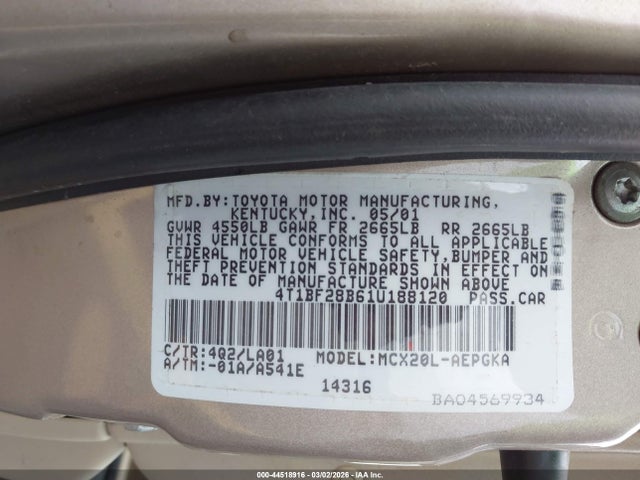 MFD.BY:TOYOTA MOTOR MANUFACTURING,
KENTUCKY,INC. 05/01
GVWR 4550LB GAWR FR 2665LB RR 2665LB
THIS VEHICLE CONFORMS TO ALL APPLICABLE
FEDERAL MOTOR VEHICLE SAFETY,BUMPER AND
THEFT PREVENTION STANDARDS IN EFFECT ON
THE DATE OF MANUFACTURE SHOWN ABOVE
4T1BF28B61U188120 PASS.CAR
C/TR:4Q2/LA01 MODEL:MCX20L-AEPGKA
A/TM:-01A/A541E
14316
BA04569934
000-44518916 - 03/02/2026 - IAA Inc.